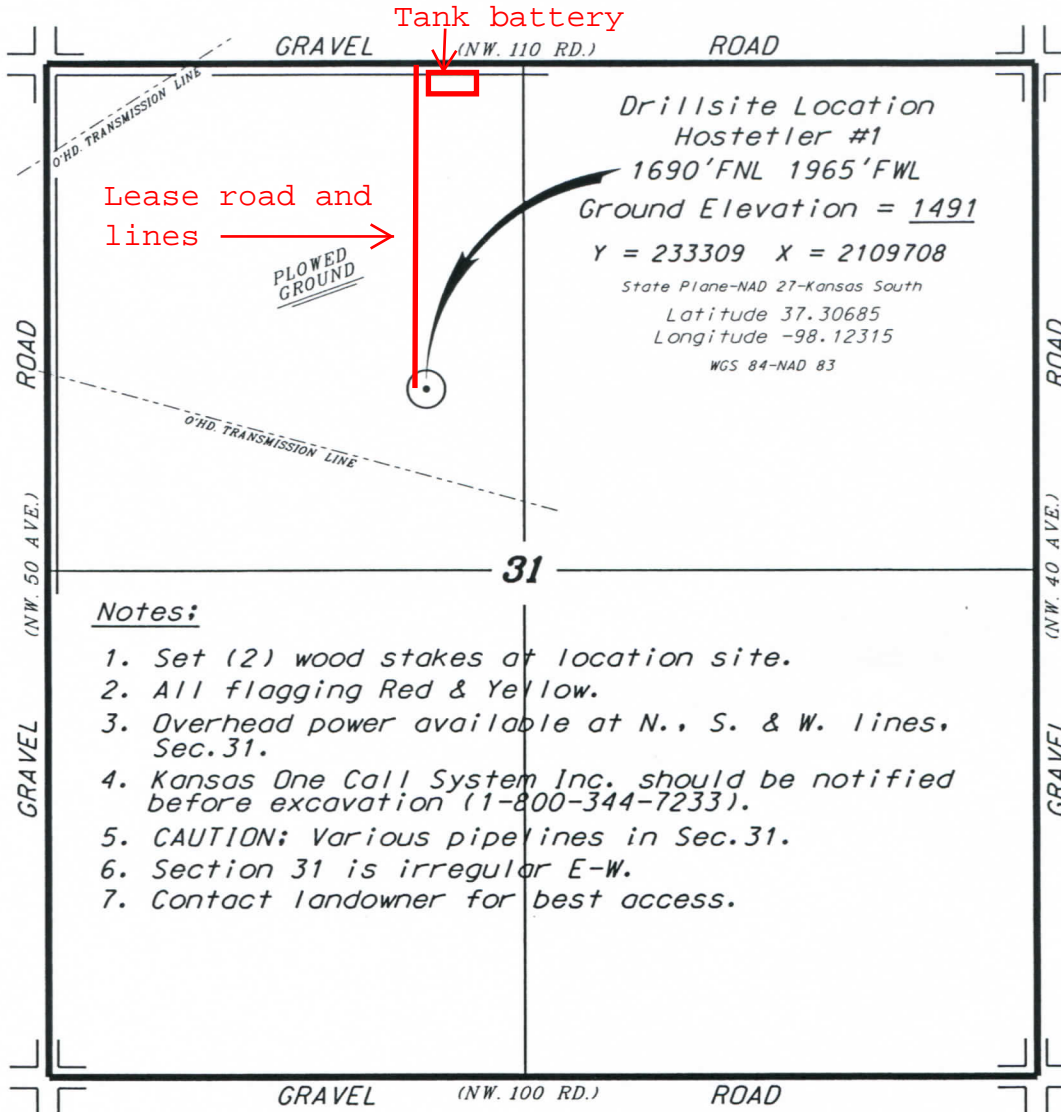 Tank battery
GRAVEL (NW. 110 RD.) ROAD
O'HD. TRANSMISSION LINE
Drillsite Location
Hostetler #1
1690'FNL 1965'FWL
Ground Elevation = 1491
Y = 233309 X = 2109708
State Plane-NAD 27-Kansas South
Latitude 37.30685
Longitude -98.12315
WGS 84-NAD 83
Lease road and
lines
PLOWED
GROUND
O'HD. TRANSMISSION LINE
GRAVEL (NW. 50 AVE.) ROAD
GRAVEL (NW. 40 AVE.) ROAD
31
Notes:
1. Set (2) wood stakes at location site.
2. All flagging Red & Yellow.
3. Overhead power available at N., S. & W. lines,
Sec.31.
4. Kansas One Call System Inc. should be notified
before excavation (1-800-344-7233).
5. CAUTION: Various pipelines in Sec.31.
6. Section 31 is irregular E-W.
7. Contact landowner for best access.
GRAVEL (NW. 100 RD.) ROAD